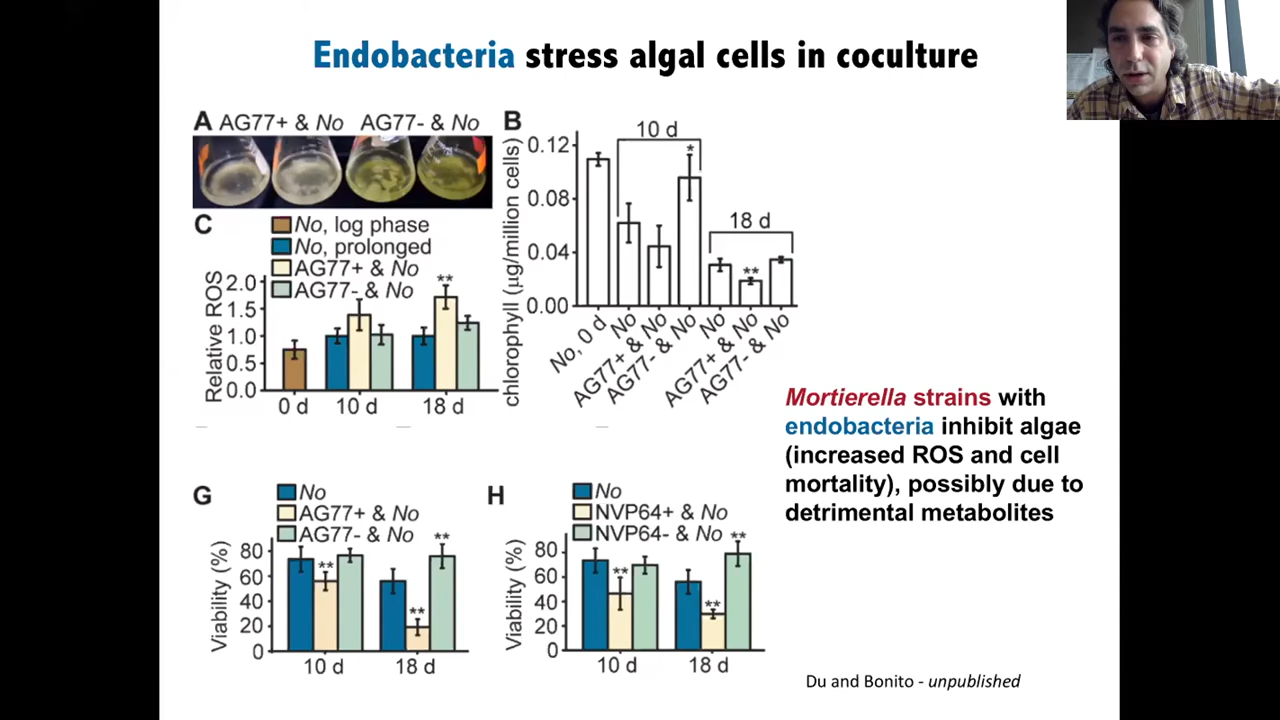 Endobacteria stress algal cells in coculture
A AG77+ & No AG77- & No
B
chlorophyll (µg/million cells)
0.12
0.08
0.04
0.00
10 d
*
18 d
**
No, 0 d
No
AG77+ & No
AG77- & No
No
AG77+ & No
AG77- & No
C
No, log phase
No, prolonged
AG77+ & No
AG77- & No
Relative ROS
2.0
1.5
1.0
0.5
0.0
**
0 d 10 d 18 d
Mortierella strains with
endobacteria inhibit algae
(increased ROS and cell
mortality), possibly due to
detrimental metabolites
G
No
AG77+ & No
AG77- & No
Viability (%)
80
60
40
20
0
**
**
**
10 d 18 d
H
No
NVP64+ & No
NVP64- & No
Viability (%)
80
60
40
20
0
**
**
**
10 d 18 d
Du and Bonito - unpublished